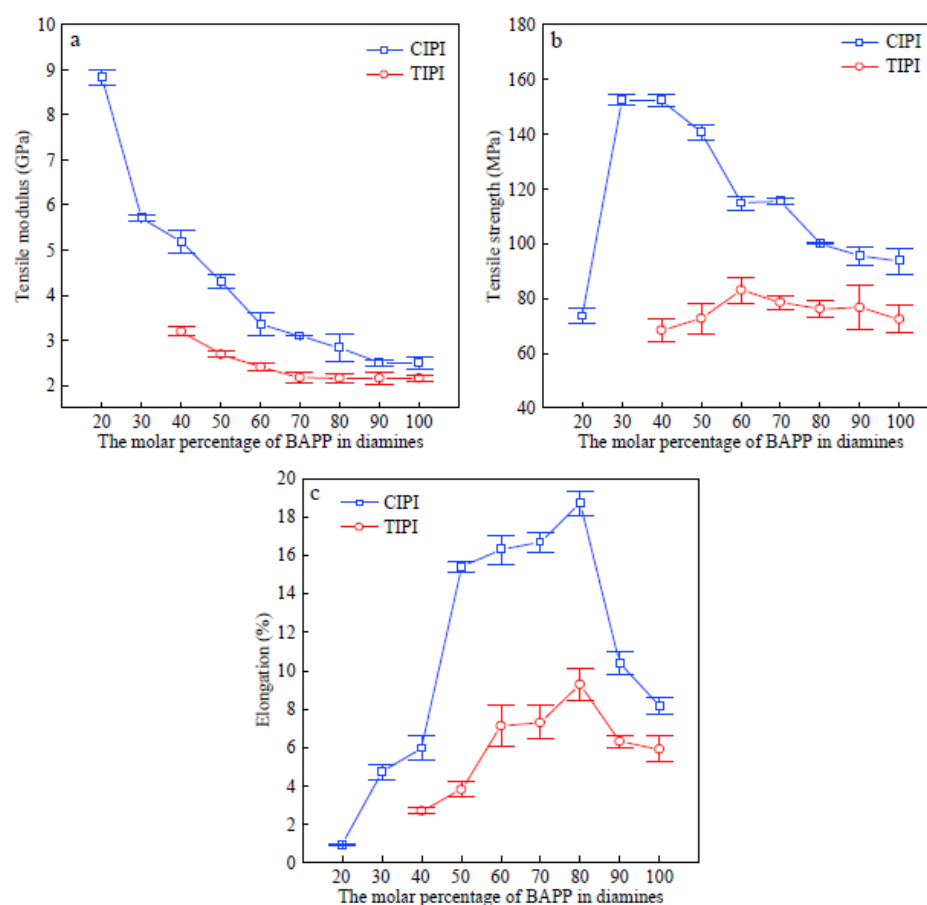 a
CIPI
TIPI
Tensile modulus (GPa)
10
9
8
7
6
5
4
3
2
20 30 40 50 60 70 80 90 100
The molar percentage of BAPP in diamines
b
CIPI
TIPI
Tensile strength (MPa)
180
160
140
120
100
80
60
40
20 30 40 50 60 70 80 90 100
The molar percentage of BAPP in diamines
c
CIPI
TIPI
Elongation (%)
20
18
16
14
12
10
8
6
4
2
0
20 30 40 50 60 70 80 90 100
The molar percentage of BAPP in diamines